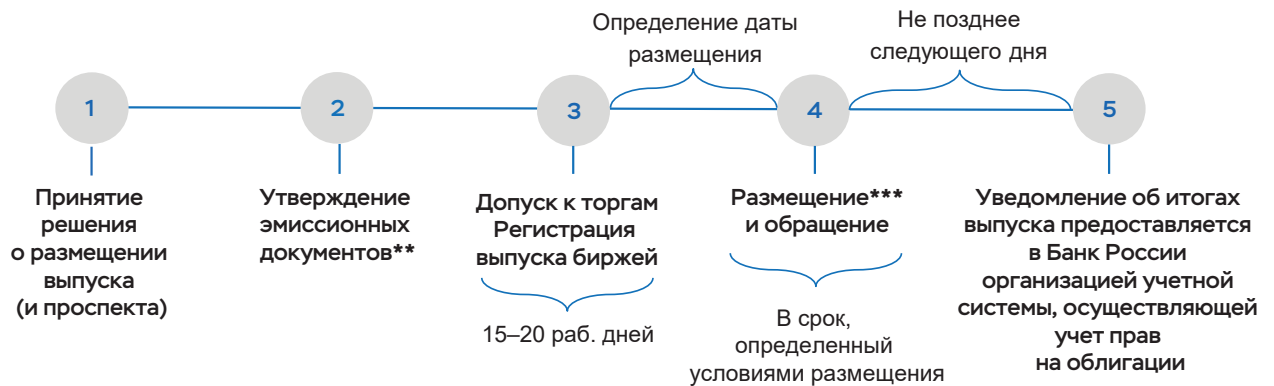 Определение даты
размещения
Не позднее
следующего дня
1
2
3
4
5
Принятие
решения
о размещении
выпуска
(и проспекта)
Утверждение
эмиссионных
документов**
Допуск к торгам
Регистрация
выпуска биржей
15–20 раб. дней
Размещение***
и обращение
В срок,
определенный
условиями размещения
Уведомление об итогах
выпуска предоставляется
в Банк России
организацией учетной
системы, осуществляющей
учет прав
на облигации